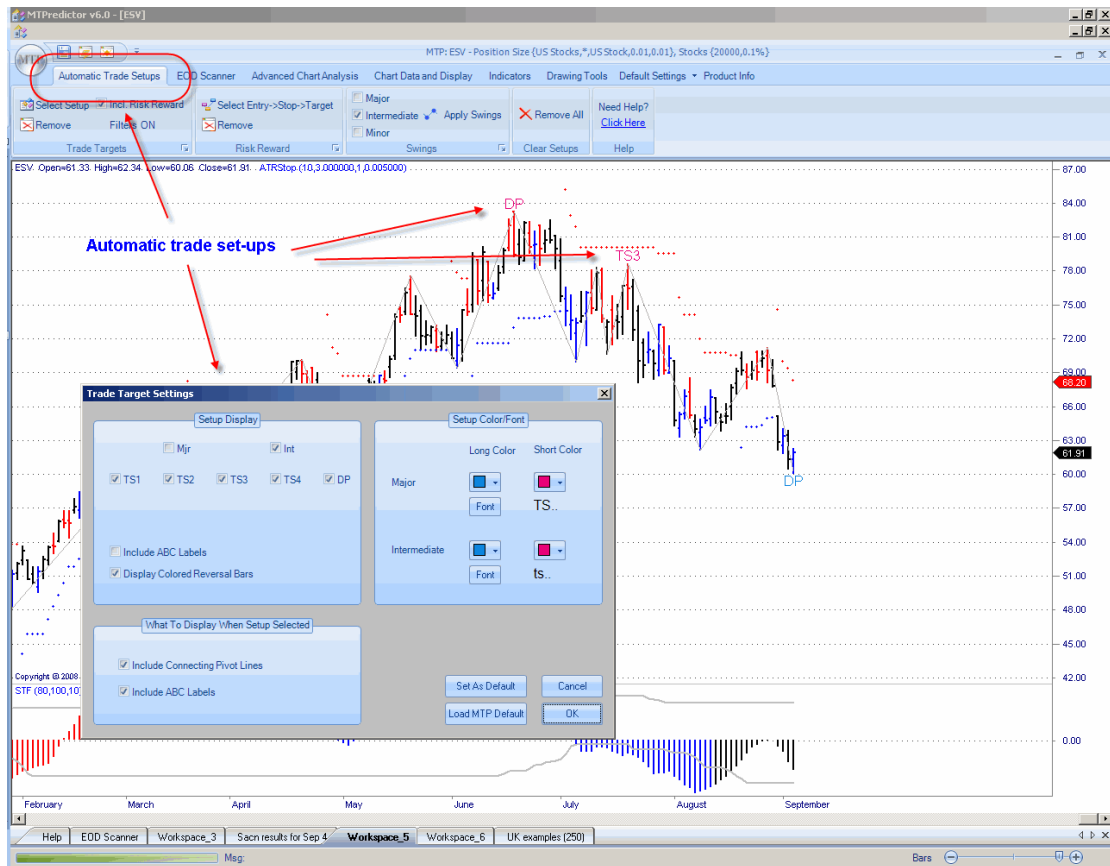 MTPredictor v6.0 - [ESV]
MTP
MTP: ESV - Position Size {US Stocks,*,US Stock,0.01,0.01}, Stocks {20000,0.1%}
Automatic Trade Setups EOD Scanner Advanced Chart Analysis Chart Data and Display Indicators Drawing Tools Default Settings Product Info
Select Setup Incl. Risk Reward
Remove Filters ON
Trade Targets
Select Entry->Stop->Target
Remove
Risk Reward
Major
Intermediate Apply Swings
Minor
Swings
Remove All
Clear Setups
Need Help?
Click Here
Help
ESV Open=61.33 High=62.34 Low=60.06 Close=61.91 ATRStop (10,3.000000,1,0.005000)
Automatic trade set-ups
DP
TS3
DP
87.00
84.00
81.00
78.00
75.00
72.00
69.00
68.20
66.00
63.00
61.91
60.00
57.00
54.00
51.00
48.00
45.00
42.00
0.00
Trade Target Settings
Setup Display
Mjr Int
TS1 TS2 TS3 TS4 DP
Include ABC Labels
Display Colored Reversal Bars
Setup Color/Font
Long Color Short Color
Major
Font TS..
Intermediate
Font ts..
What To Display When Setup Selected
Include Connecting Pivot Lines
Include ABC Labels
Set As Default Cancel
Load MTP Default OK
Copyright @ 2008
STF (80,100,10)
February March April May June July August September
Help EOD Scanner Workspace_3 Sacn results for Sep 4 Workspace_5 Workspace_6 UK examples (250)
Msg: Bars